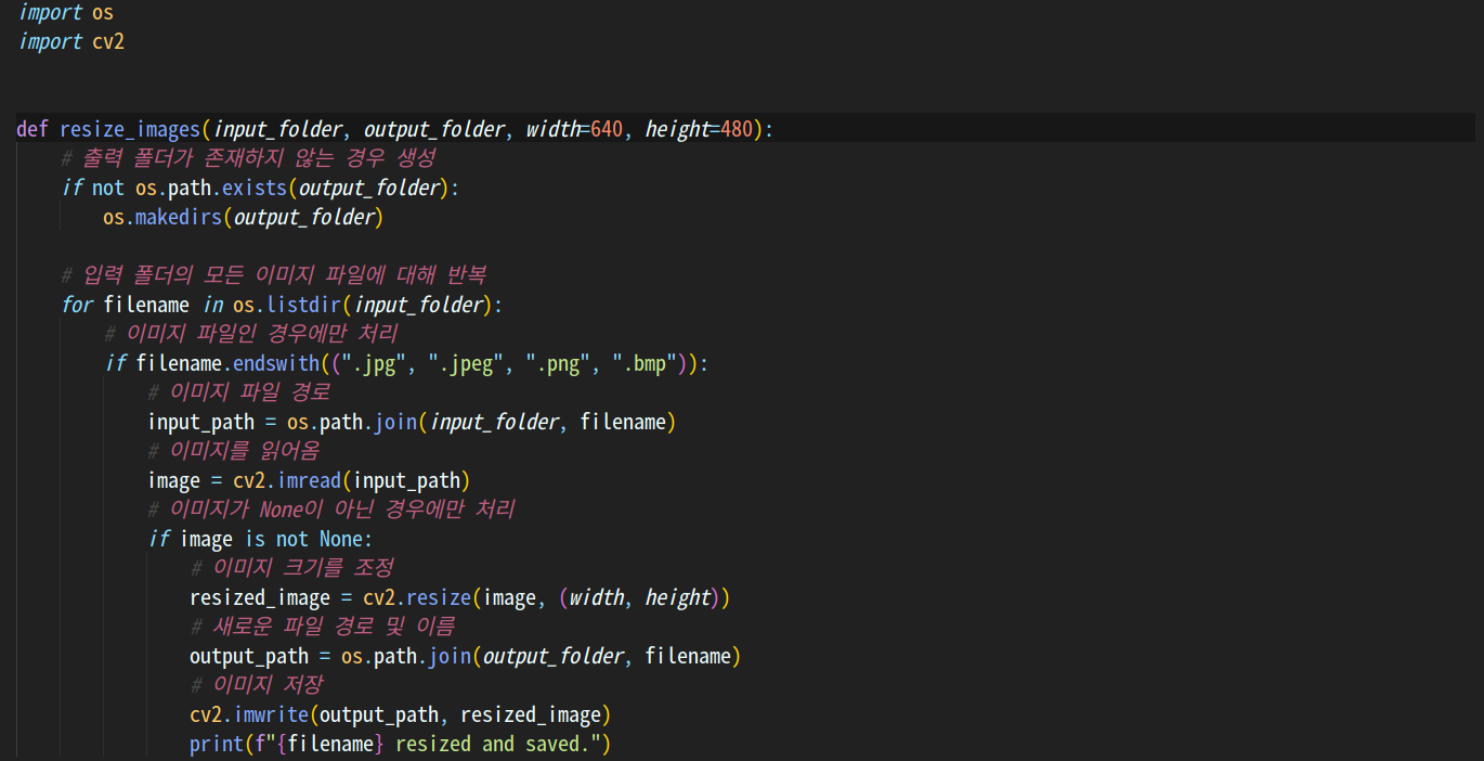 import os
import cv2
def resize_images(input_folder, output_folder, width=640, height=480):
# 출력 폴더가 존재하지 않는 경우 생성
if not os.path.exists(output_folder):
os.makedirs(output_folder)
# 입력 폴더의 모든 이미지 파일에 대해 반복
for filename in os.listdir(input_folder):
# 이미지 파일인 경우에만 처리
if filename.endswith((".jpg", ".jpeg", ".png", ".bmp")):
# 이미지 파일 경로
input_path = os.path.join(input_folder, filename)
# 이미지를 읽어옴
image = cv2.imread(input_path)
# 이미지가 None이 아닌 경우에만 처리
if image is not None:
# 이미지 크기를 조정
resized_image = cv2.resize(image, (width, height))
# 새로운 파일 경로 및 이름
output_path = os.path.join(output_folder, filename)
# 이미지 저장
cv2.imwrite(output_path, resized_image)
print(f"{filename} resized and saved.")